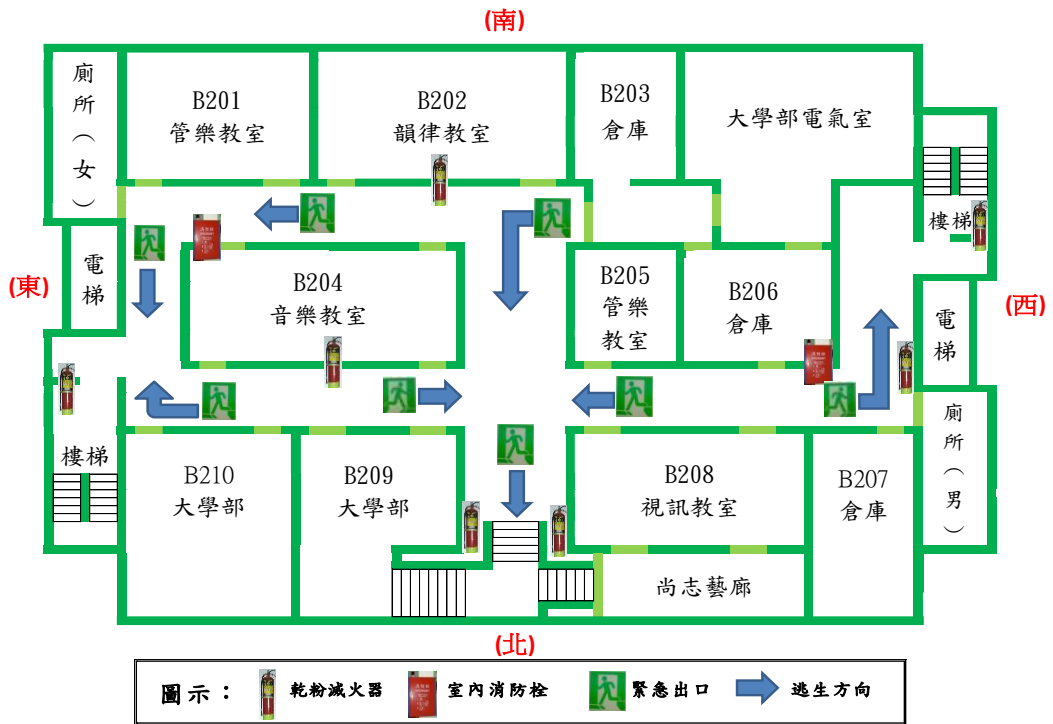 (南)
廁所（女）
B201
管樂教室
B202
韻律教室
B203
倉庫
大學部電氣室
樓梯
(東)
電梯
B204
音樂教室
B205
管樂
教室
B206
倉庫
(西)
電梯
樓梯
B210
大學部
B209
大學部
B208
視訊教室
B207
倉庫
廁所（男）
尚志藝廊
(北)
圖示： 乾粉滅火器 室內消防栓 緊急出口 逃生方向